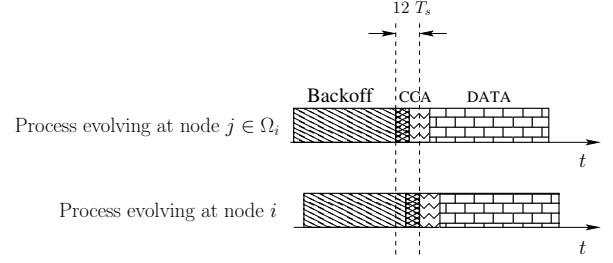 12 T_s
Backoff CCA DATA
Process evolving at node j ∈ Ω_i
t
Process evolving at node i
t